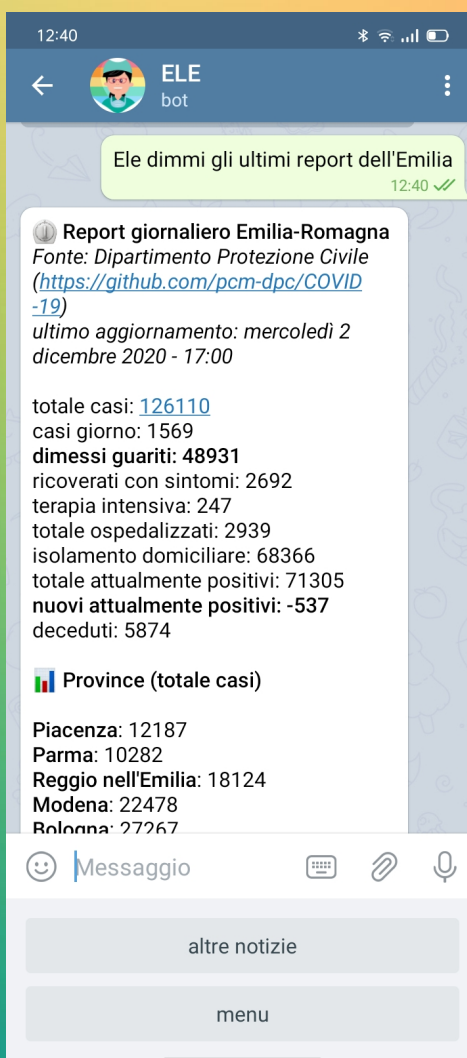 12:40
ELE
bot
Ele dimmi gli ultimi report dell'Emilia
12:40
Report giornaliero Emilia-Romagna
Fonte: Dipartimento Protezione Civile
(https://github.com/pcm-dpc/COVID
-19)
ultimo aggiornamento: mercoledì 2
dicembre 2020 - 17:00
totale casi: 126110
casi giorno: 1569
dimessi guariti: 48931
ricoverati con sintomi: 2692
terapia intensiva: 247
totale ospedalizzati: 2939
isolamento domiciliare: 68366
totale attualmente positivi: 71305
nuovi attualmente positivi: -537
deceduti: 5874
Province (totale casi)
Piacenza: 12187
Parma: 10282
Reggio nell'Emilia: 18124
Modena: 22478
Bologna: 27267
Messaggio
altre notizie
menu